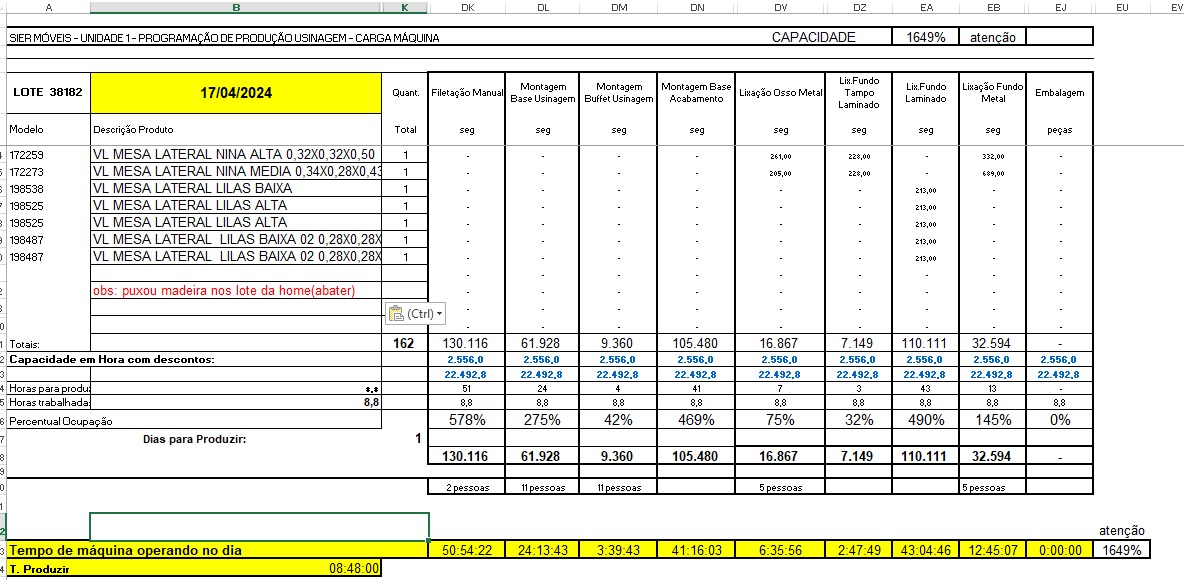 A B K DK DL DM DN DV DZ EA EB EJ EU EV
SIER MÓVEIS - UNIDADE 1 - PROGRAMAÇÃO DE PRODUÇÃO USINAGEM - CARGA MÁQUINA CAPACIDADE 1649% atenção
LOTE 38182 17/04/2024 Quant. Filetação Manual Montagem Base Usinagem Montagem Buffet Usinagem Montagem Base Acabamento Lixação Osso Metal Lix.Fundo Tampo Laminado Lix.Fundo Laminado Lixação Fundo Metal Embalagem
Modelo Descrição Produto Total seg seg seg seg seg seg seg seg peças
172259 VL MESA LATERAL NINA ALTA 0,32X0,32X0,50 1 - - - - 261,00 228,00 - 332,00 -
172273 VL MESA LATERAL NINA MEDIA 0,34X0,28X0,43 1 - - - - 205,00 228,00 - 689,00 -
198538 VL MESA LATERAL LILAS BAIXA 1 - - - - - - 213,00 - -
198525 VL MESA LATERAL LILAS ALTA 1 - - - - - - 213,00 - -
198525 VL MESA LATERAL LILAS ALTA 1 - - - - - - 213,00 - -
198487 VL MESA LATERAL LILAS BAIXA 02 0,28X0,28X 1 - - - - - - 213,00 - -
198487 VL MESA LATERAL LILAS BAIXA 02 0,28X0,28X 1 - - - - - - 213,00 - -
- - - - - - - - -
obs: puxou madeira nos lote da home(abater) - - - - - - - - -
(Ctrl) - - - - - - - - -
- - - - - - - - -
Totais: 162 130.116 61.928 9.360 105.480 16.867 7.149 110.111 32.594 -
Capacidade em Hora com descontos: 2.556,0 2.556,0 2.556,0 2.556,0 2.556,0 2.556,0 2.556,0 2.556,0 2.556,0
22.492,8 22.492,8 22.492,8 22.492,8 22.492,8 22.492,8 22.492,8 22.492,8 22.492,8
Horas para produ 51 24 4 41 7 3 43 13 -
Horas trabalhadas 8,8 8,8 8,8 8,8 8,8 8,8 8,8 8,8 8,8 8,8
Percentual Ocupação 578% 275% 42% 469% 75% 32% 490% 145% 0%
Dias para Produzir: 1
130.116 61.928 9.360 105.480 16.867 7.149 110.111 32.594 -
2 pessoas 11 pessoas 11 pessoas 5 pessoas 5 pessoas
atenção
Tempo de máquina operando no dia 50:54:22 24:13:43 3:39:43 41:16:03 6:35:56 2:47:49 43:04:46 12:45:07 0:00:00 1649%
T. Produzir 08:48:00